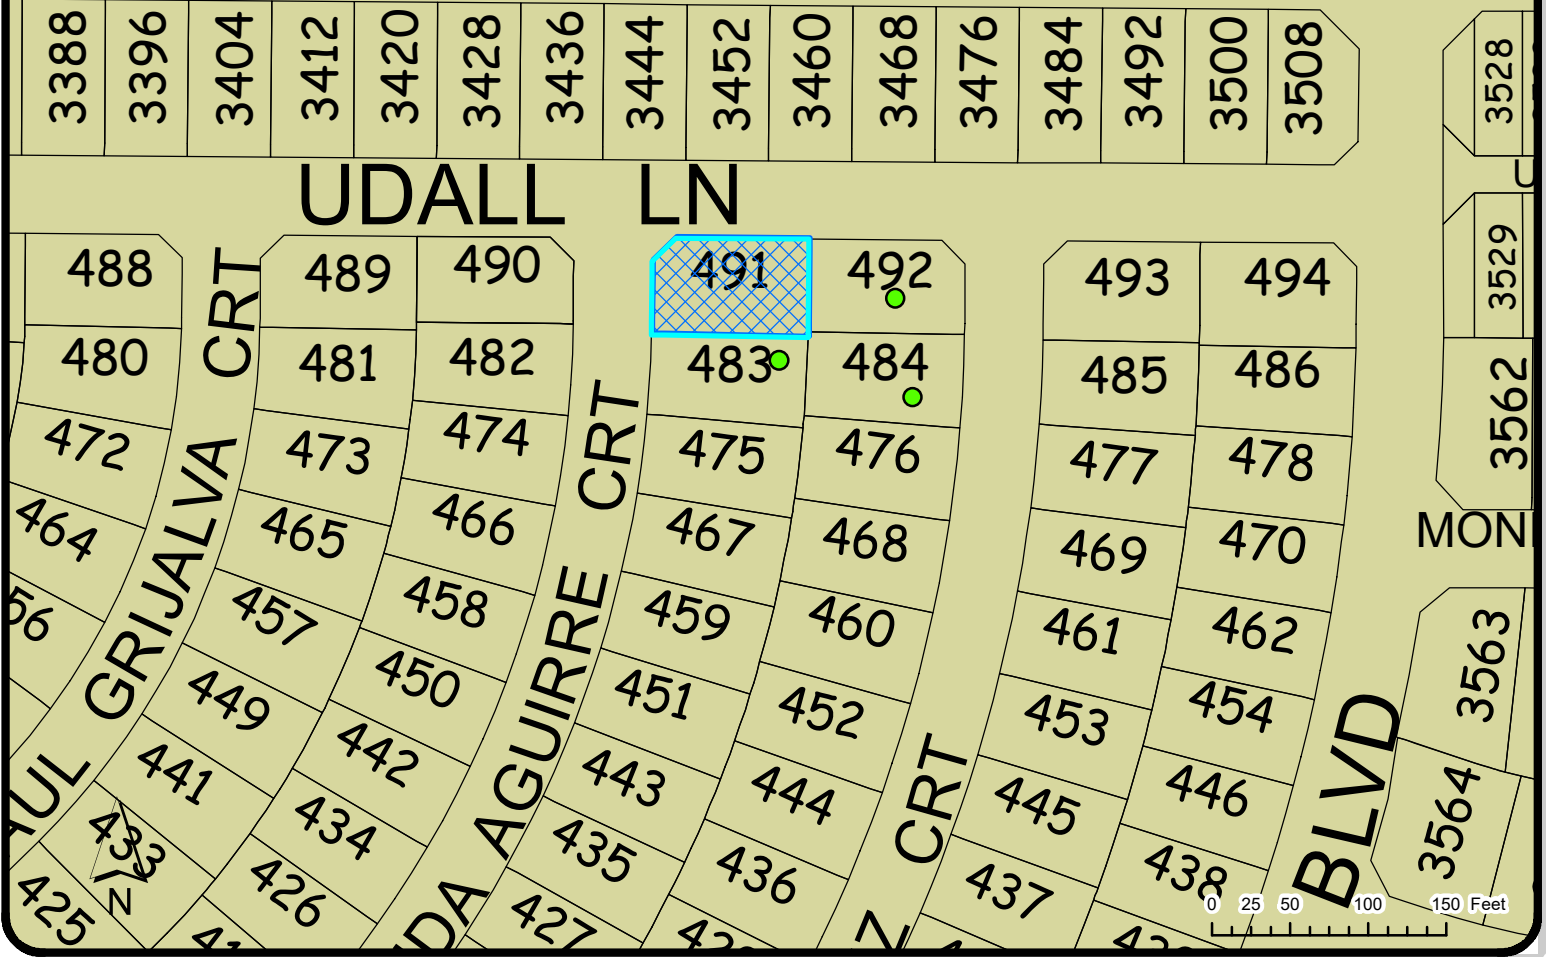 3388 3396 3404 3412 3420 3428 3436 3444 3452 3460 3468 3476 3484 3492 3500 3508 3528
UDALL LN
488 489 490 491 492 493 494 3529
480 481 482 483 484 485 486 3562
472 473 474 475 476 477 478
464 465 466 467 468 469 470
457 458 459 460 461 462 3563
449 450 451 452 453 454
441 442 443 444 445 446 3564
433 434 435 436 437 438
425 426 427
GRIJALVA CRT
AGUIRRE CRT
CRT
BLVD
N
0 25 50 100 150 Feet